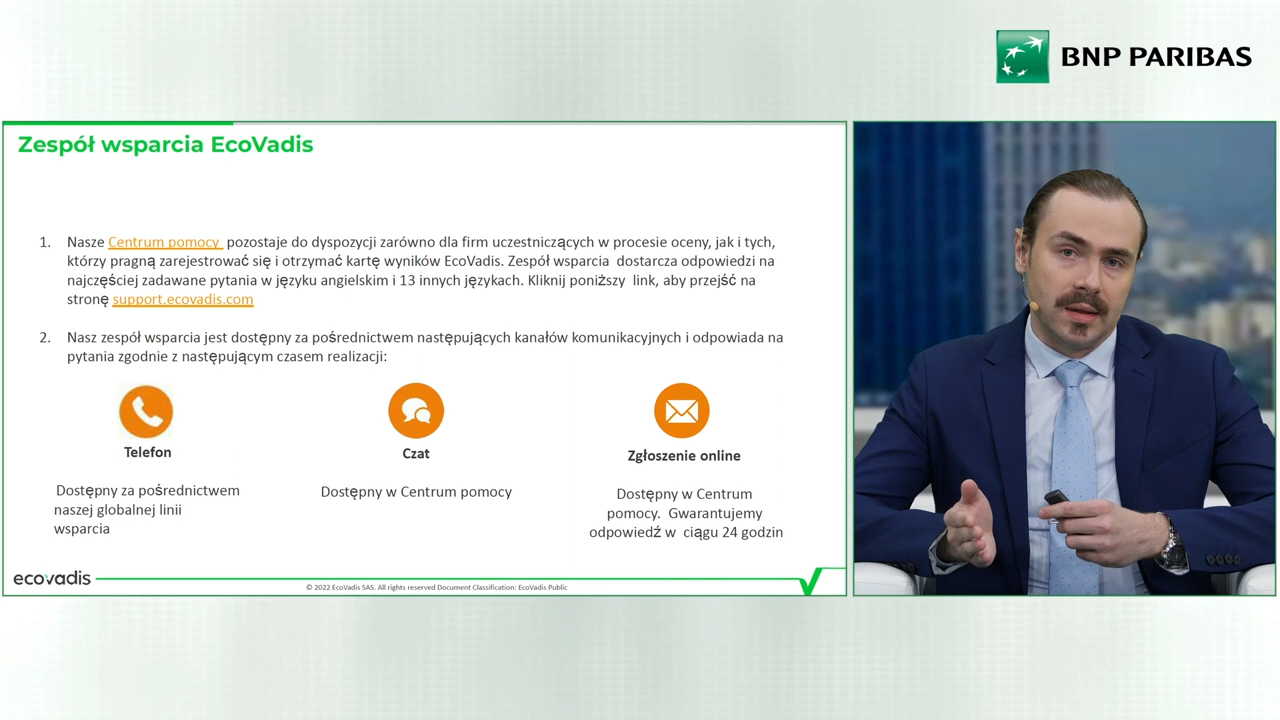 BNP PARIBAS
Zespół wsparcia EcoVadis
1. Nasze Centrum pomocy pozostaje do dyspozycji zarówno dla firm uczestniczących w procesie oceny, jak i tych,
którzy pragną zarejestrować się i otrzymać kartę wyników EcoVadis. Zespół wsparcia dostarcza odpowiedzi na
najczęściej zadawane pytania w języku angielskim i 13 innych językach. Kliknij poniższy link, aby przejść na
stronę support.ecovadis.com
2. Nasz zespół wsparcia jest dostępny za pośrednictwem następujących kanałów komunikacyjnych i odpowiada na
pytania zgodnie z następującym czasem realizacji:
Telefon
Dostępny za pośrednictwem
naszej globalnej linii
wsparcia
Czat
Dostępny w Centrum pomocy
Zgłoszenie online
Dostępny w Centrum
pomocy. Gwarantujemy
odpowiedź w ciągu 24 godzin
ecovadis
© 2022 EcoVadis SAS. All rights reserved Document Classification: EcoVadis Public